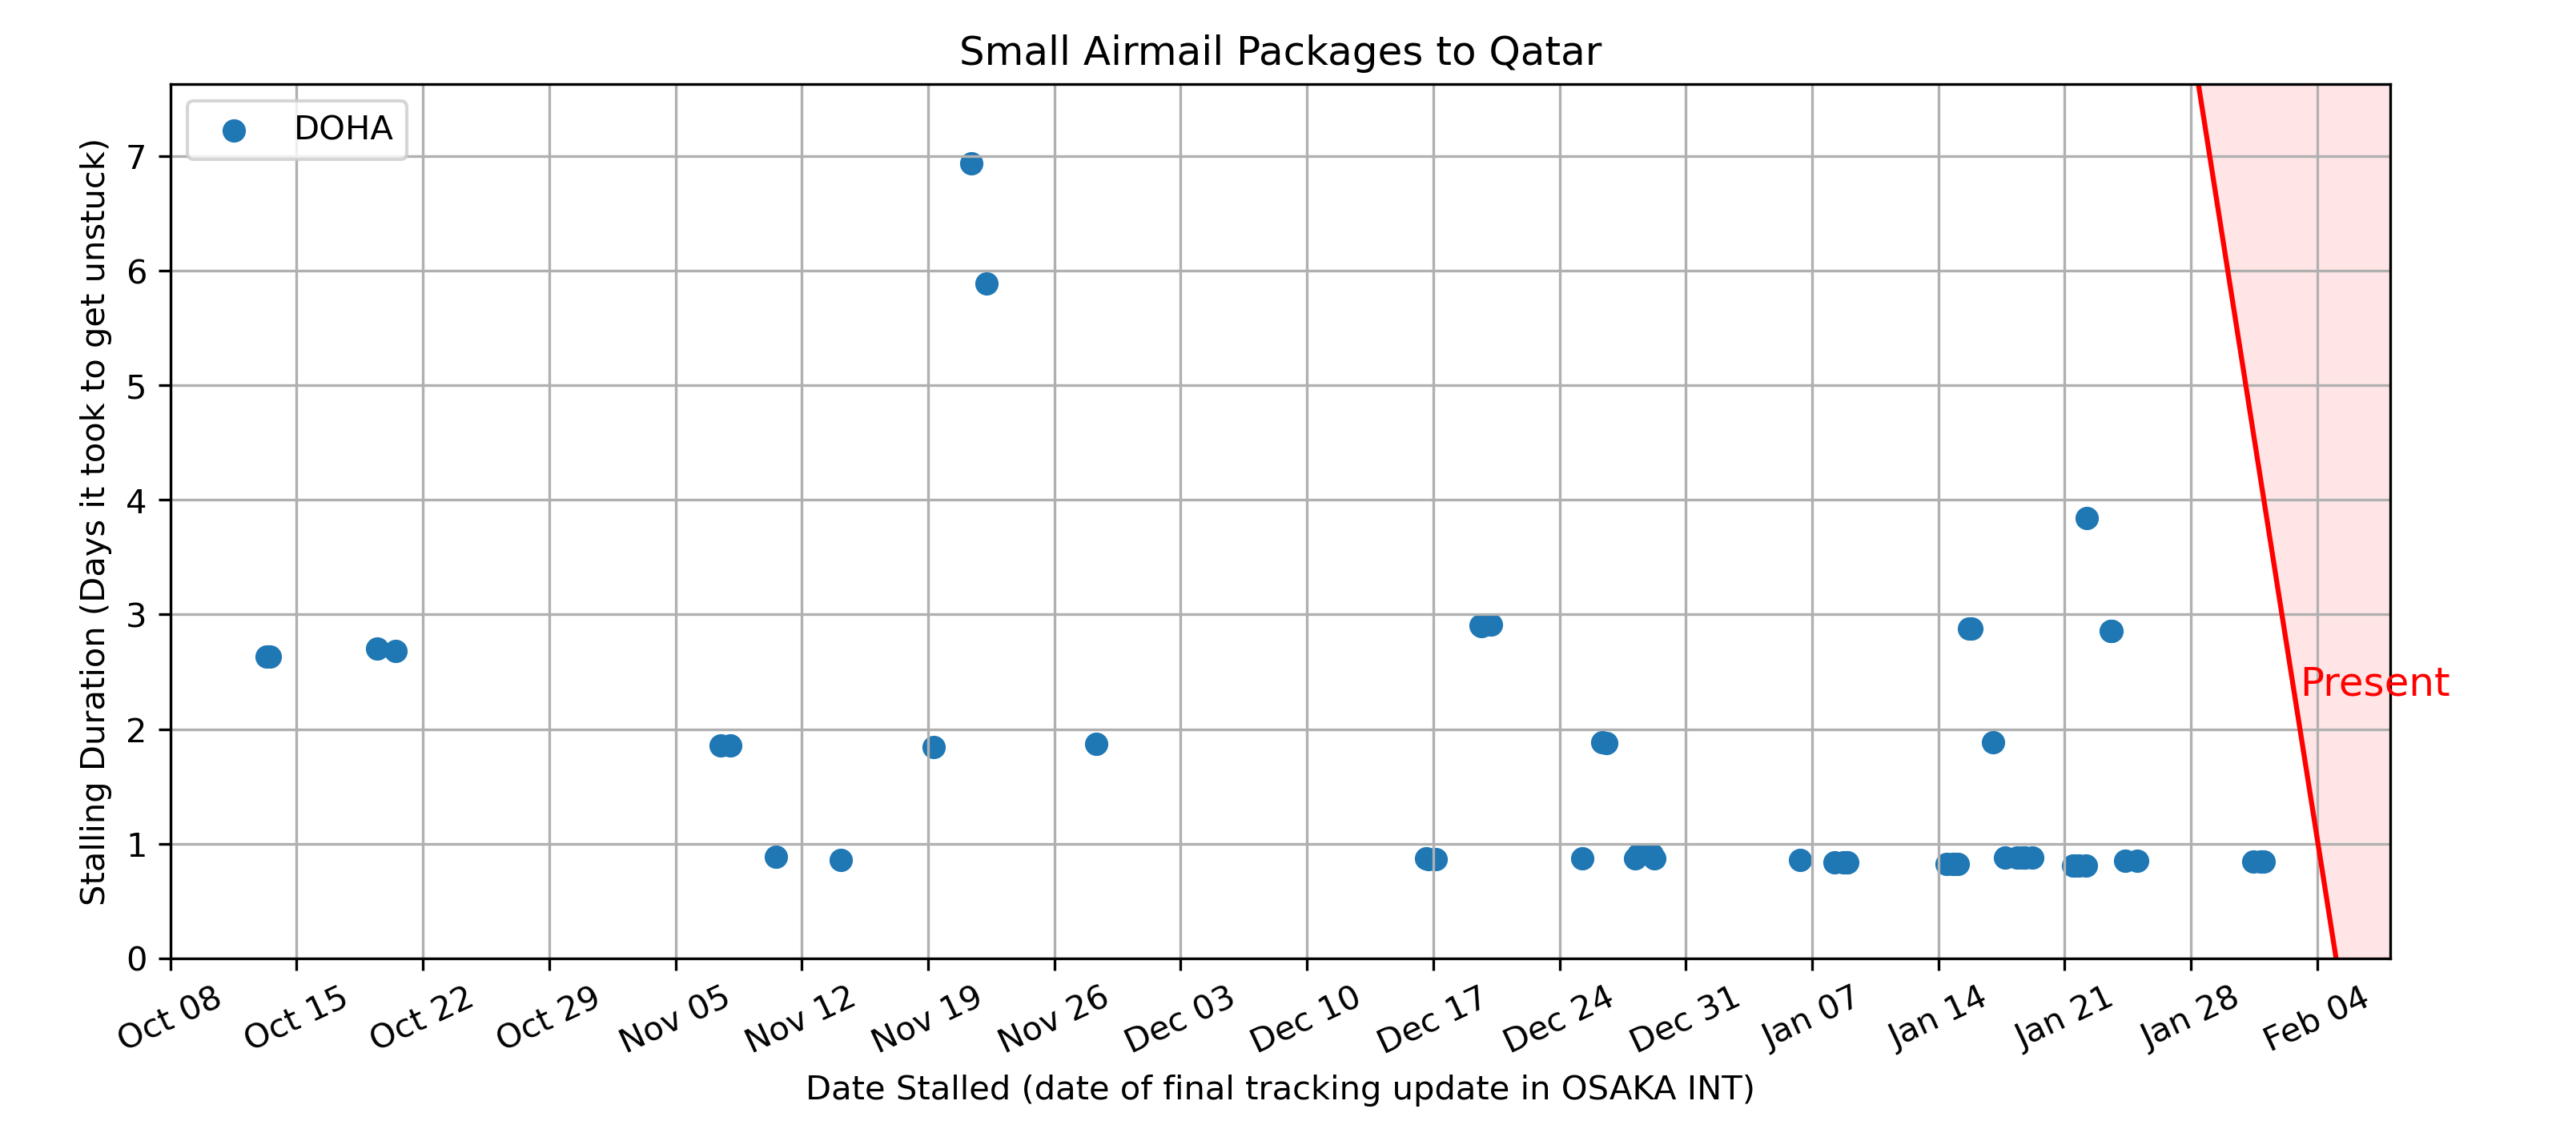 Small Airmail Packages to Qatar
DOHA
Stalling Duration (Days it took to get unstuck)
7
6
5
4
3
2
1
0
Present
Oct 08
Oct 15
Oct 22
Oct 29
Nov 05
Nov 12
Nov 19
Nov 26
Dec 03
Dec 10
Dec 17
Dec 24
Dec 31
Jan 07
Jan 14
Jan 21
Jan 28
Feb 04
Date Stalled (date of final tracking update in OSAKA INT)